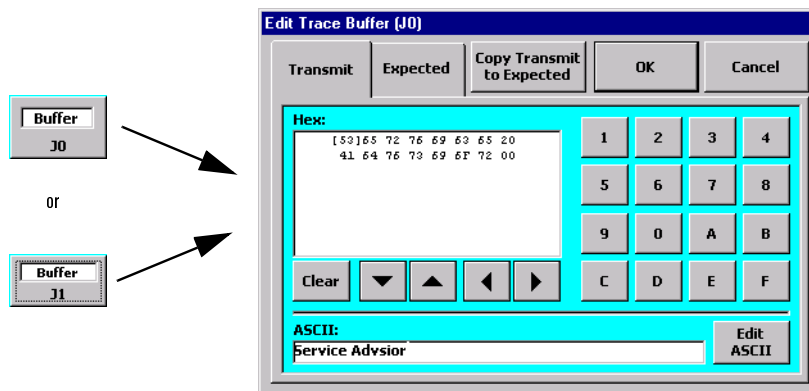 Edit Trace Buffer (J0)
Transmit
Expected
Copy Transmit
to Expected
OK
Cancel
Buffer
J0
or
Buffer
J1
Hex:
[53]65 72 76 69 63 65 20
41 64 76 73 69 6F 72 00
1 2 3 4
5 6 7 8
9 0 A B
Clear
C D E F
ASCII:
Service Advsior
Edit
ASCII